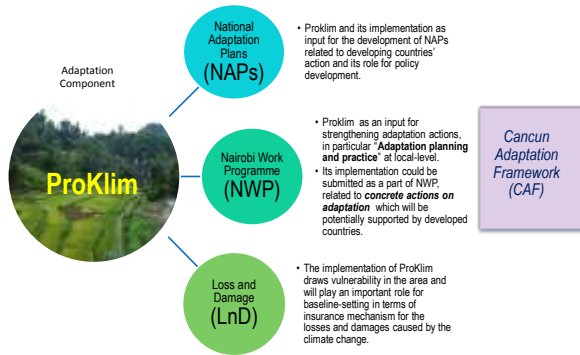 Adaptation
Component
ProKlim
National
Adaptation
Plans
(NAPs)
• Proklim and its implementation as
input for the development of NAPs
related to developing countries'
action and its role for policy
development.
Nairobi Work
Programme
(NWP)
• Proklim as an input for
strengthening adaptation actions,
in particular "Adaptation planning
and practice" at local-level.
• Its implementation could be
submitted as a part of NWP,
related to concrete actions on
adaptation which will be
potentially supported by developed
countries.
Cancun
Adaptation
Framework
(CAF)
Loss and
Damage
(LnD)
• The implementation of ProKlim
draws vulnerability in the area and
will play an important role for
baseline-setting in terms of
insurance mechanism for the
losses and damages caused by the
climate change.